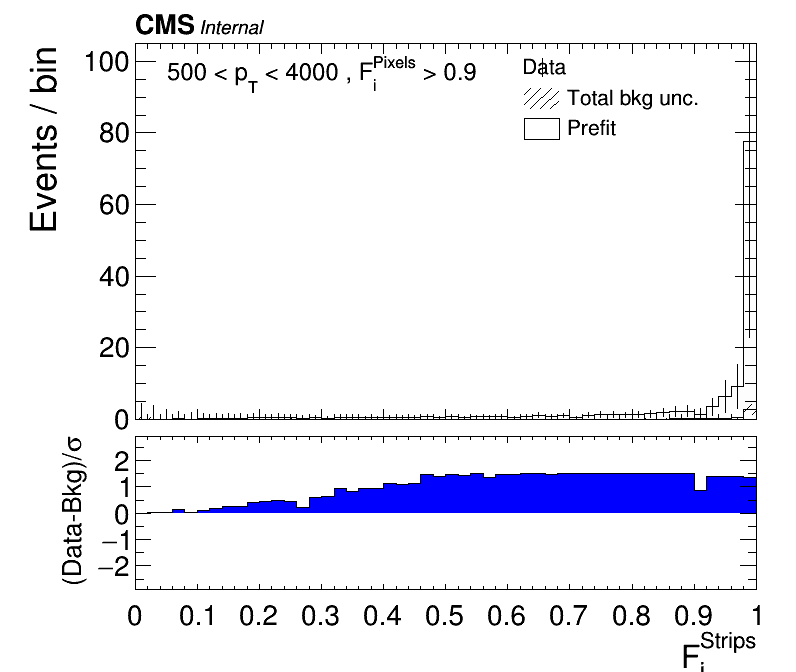 CMS Internal
Events / bin
500 < p_T < 4000 , F_i^Pixels > 0.9
Data
Total bkg unc.
Prefit
100
80
60
40
20
0
(Data-Bkg)/σ
2
1
0
−1
−2
0 0.1 0.2 0.3 0.4 0.5 0.6 0.7 0.8 0.9 1
F_i^Strips